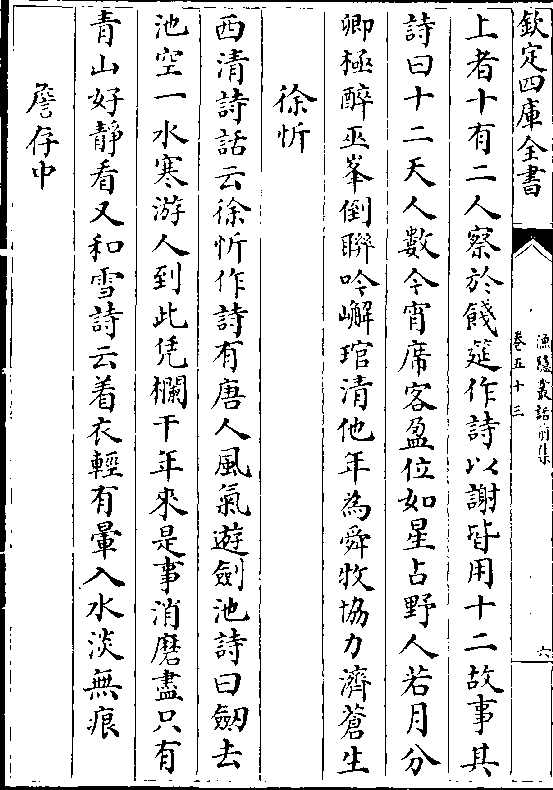 欽定四庫全書
漁隱叢話前集
卷五十三
六
上者十有二人察於餞筵作詩以謝皆用十二故事其
詩曰十二天人數今宵席客盈位如星占野人若月分
卿極醉巫峯倒聯吟嶰琯清他年為舜牧恊力濟蒼生
徐忻
西清詩話云徐忻作詩有唐人風氣遊劍池詩曰劒去
池空一水寒游人到此凭欄干年來是事消磨盡只有
青山好静看又和雪詩云着衣輕有暈入水淡無痕
詹存中